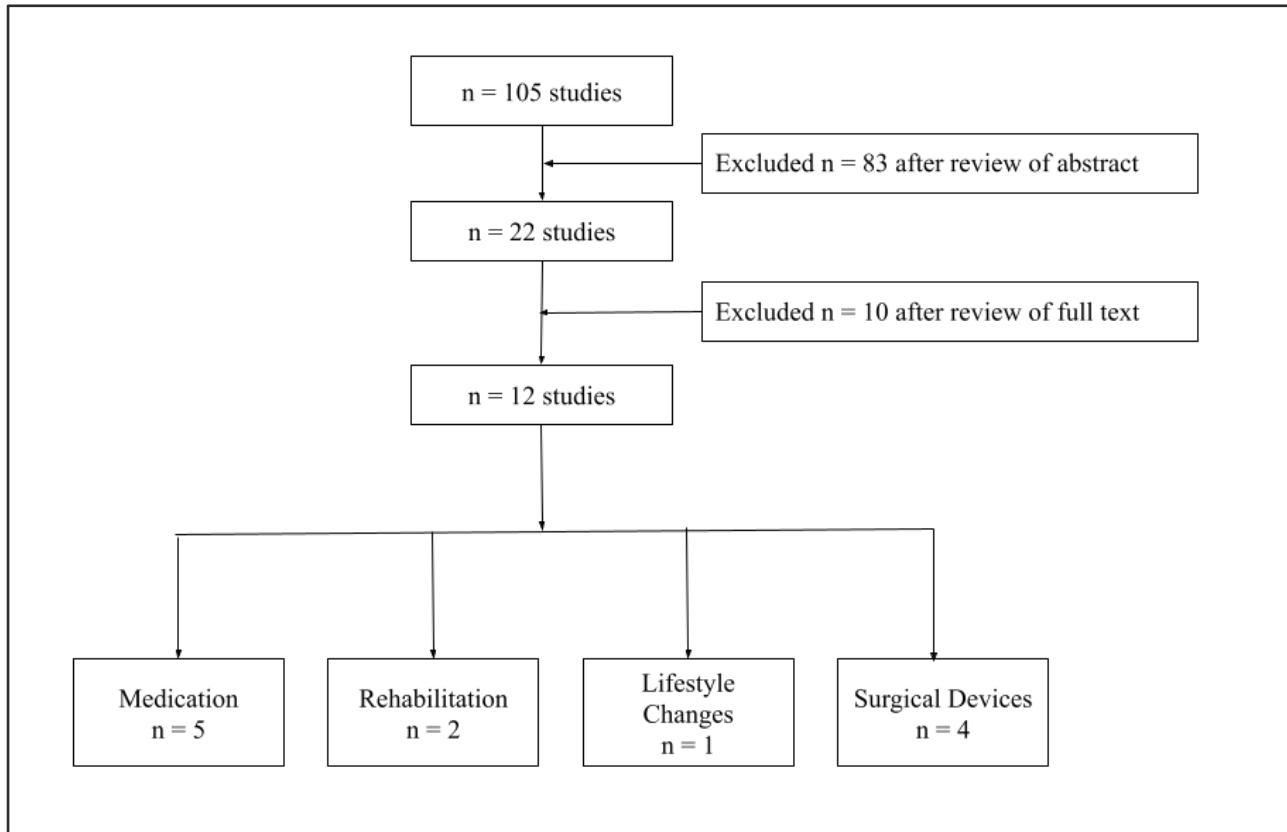 n = 105 studies
Excluded n = 83 after review of abstract
n = 22 studies
Excluded n = 10 after review of full text
n = 12 studies
Medication
n = 5
Rehabilitation
n = 2
Lifestyle
Changes
n = 1
Surgical Devices
n = 4